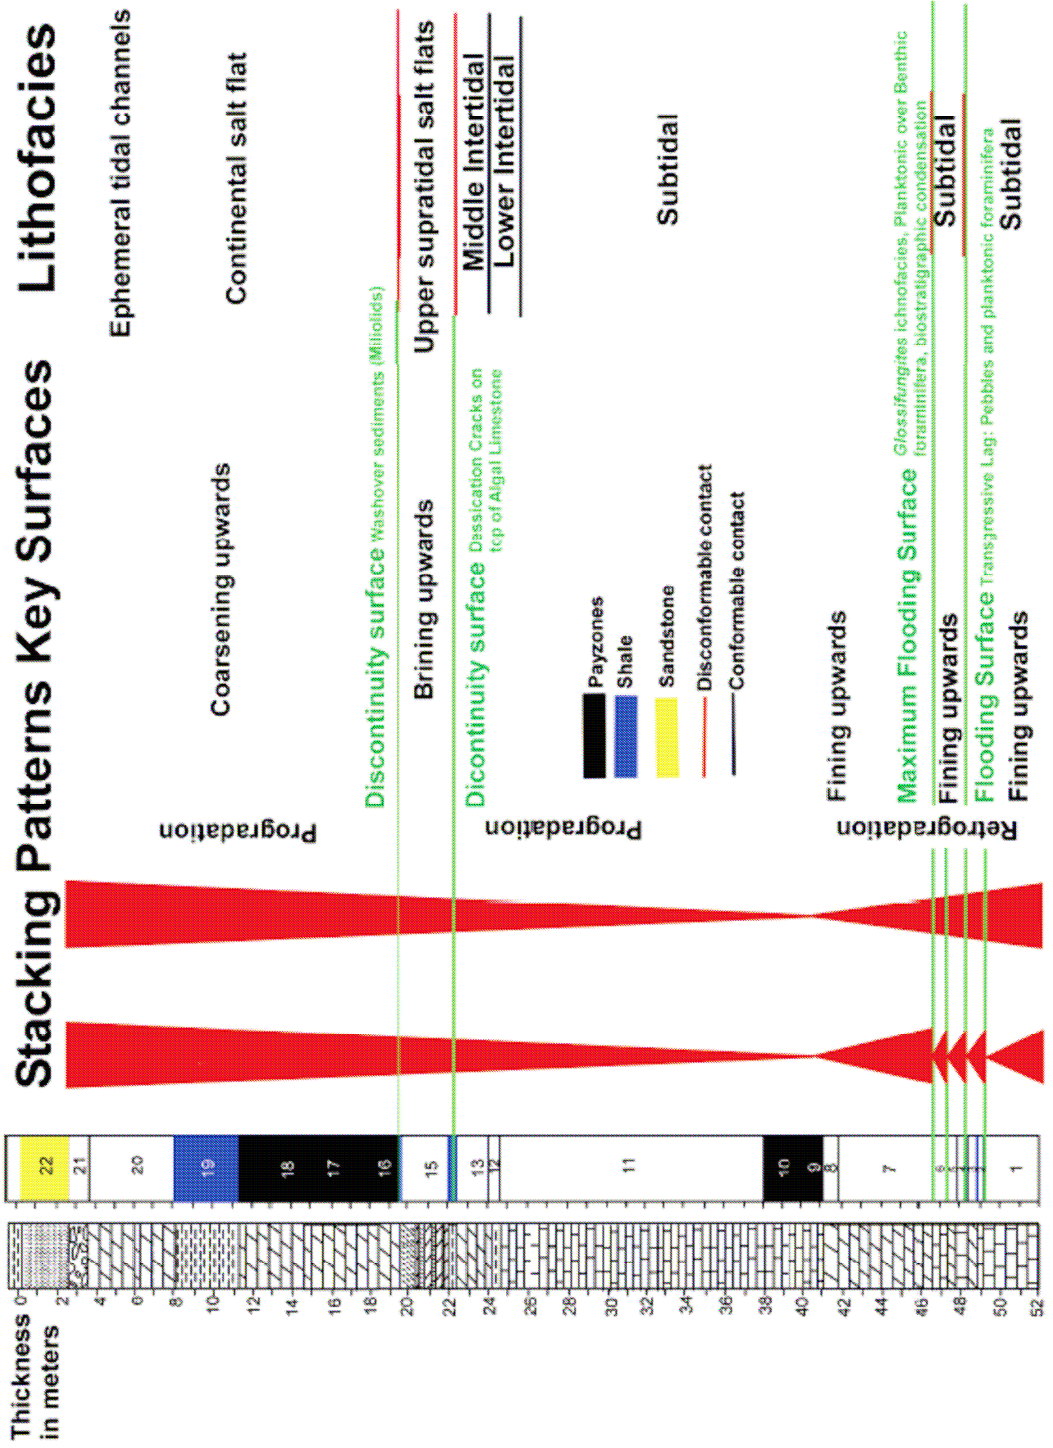 Thickness
in meters
Stacking Patterns Key Surfaces Lithofacies
0
2
4
6
8
10
12
14
16
18
20
22
24
26
28
30
32
34
36
38
40
42
44
46
48
50
52
22
21
20
19
18
17
16
15
13
12
11
10
9
8
7
6
1
Progradation
Progradation
Retrogradation
Coarsening upwards
Discontinuity surface Washover sediments (Miliolids)
Brining upwards
Dicontinuity surface Dessication Cracks on
top of Algal Limestone
Payzones
Shale
Sandstone
Disconformable contact
Conformable contact
Fining upwards
Maximum Flooding Surface Glossifungites ichnofacies, Planktonic over Benthic
foraminifera, biostratigraphic condensation
Fining upwards
Flooding Surface Transgressive Lag: Pebbles and planktonic foraminifera
Fining upwards
Ephemeral tidal channels
Continental salt flat
Upper supratidal salt flats
Middle Intertidal
Lower Intertidal
Subtidal
Subtidal
Subtidal